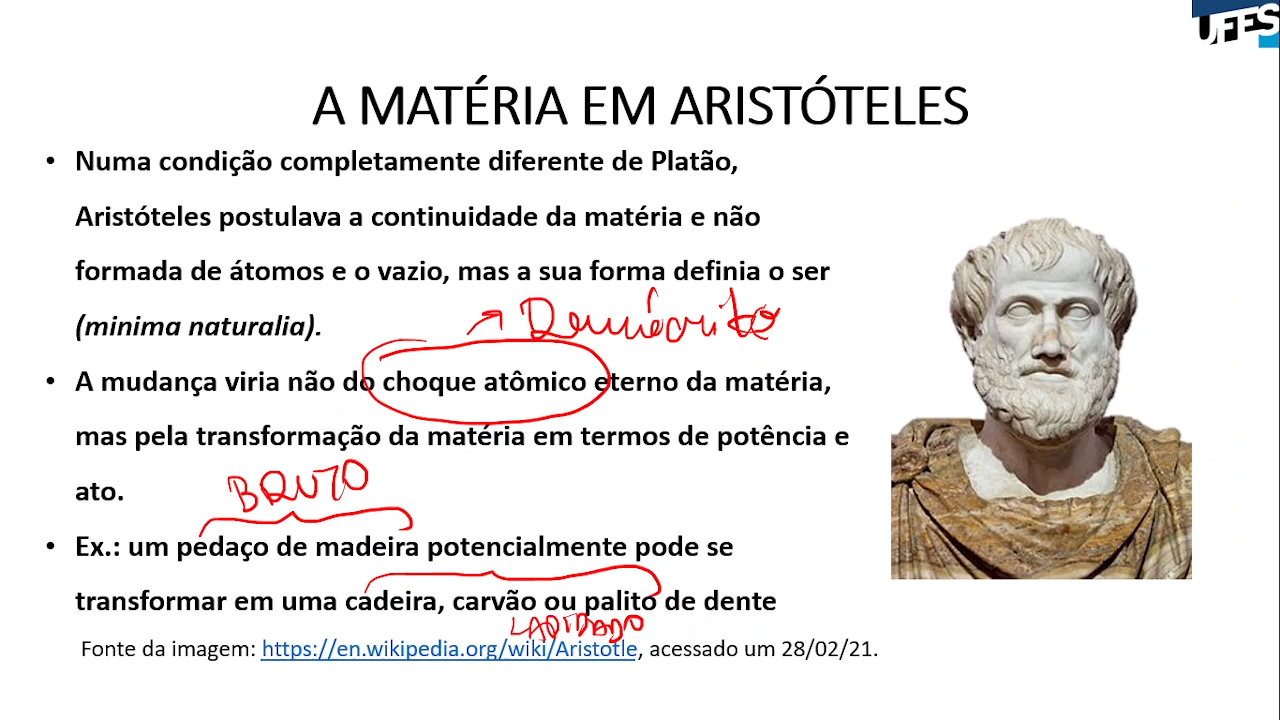 UFES
A MATÉRIA EM ARISTÓTELES
• Numa condição completamente diferente de Platão,
Aristóteles postulava a continuidade da matéria e não
formada de átomos e o vazio, mas a sua forma definia o ser
(minima naturalia).
→ Demócrito
• A mudança viria não do choque atômico eterno da matéria,
mas pela transformação da matéria em termos de potência e
ato.
BRUTO
• Ex.: um pedaço de madeira potencialmente pode se
transformar em uma cadeira, carvão ou palito de dente
LAPIDADO
Fonte da imagem: https://en.wikipedia.org/wiki/Aristotle, acessado um 28/02/21.